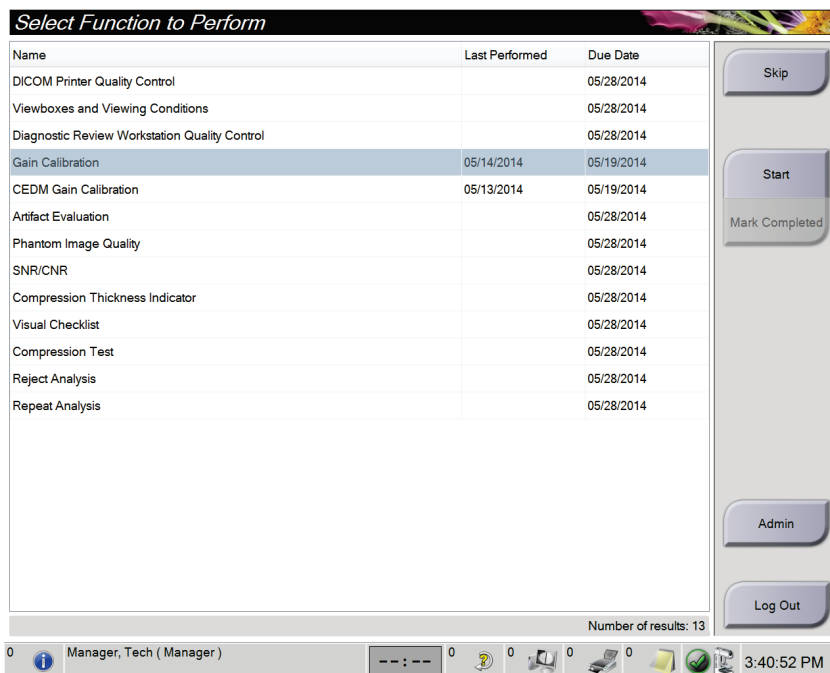 Select Function to Perform
Name Last Performed Due Date
DICOM Printer Quality Control 05/28/2014
Viewboxes and Viewing Conditions 05/28/2014
Diagnostic Review Workstation Quality Control 05/28/2014
Gain Calibration 05/14/2014 05/19/2014
CEDM Gain Calibration 05/13/2014 05/19/2014
Artifact Evaluation 05/28/2014
Phantom Image Quality 05/28/2014
SNR/CNR 05/28/2014
Compression Thickness Indicator 05/28/2014
Visual Checklist 05/28/2014
Compression Test 05/28/2014
Reject Analysis 05/28/2014
Repeat Analysis 05/28/2014
Number of results: 13
Skip
Start
Mark Completed
Admin
Log Out
0 Manager, Tech ( Manager ) --:-- 0 0 0 0 3:40:52 PM